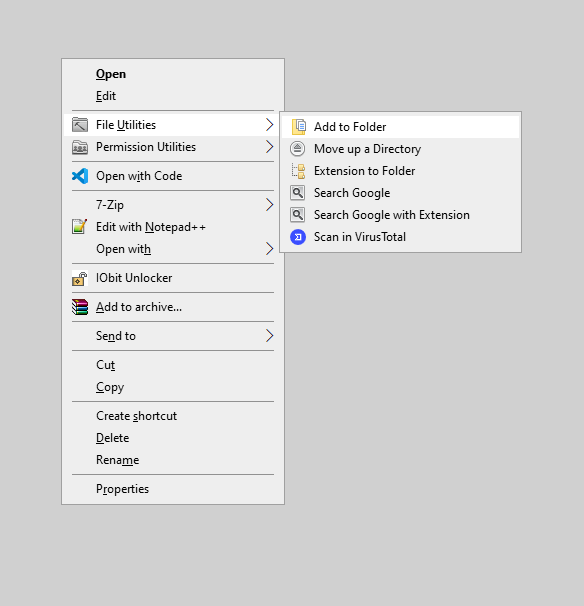 Open
Edit
File Utilities
Permission Utilities
Open with Code
7-Zip
Edit with Notepad++
Open with
IObit Unlocker
Add to archive...
Send to
Cut
Copy
Create shortcut
Delete
Rename
Properties
Add to Folder
Move up a Directory
Extension to Folder
Search Google
Search Google with Extension
Scan in VirusTotal